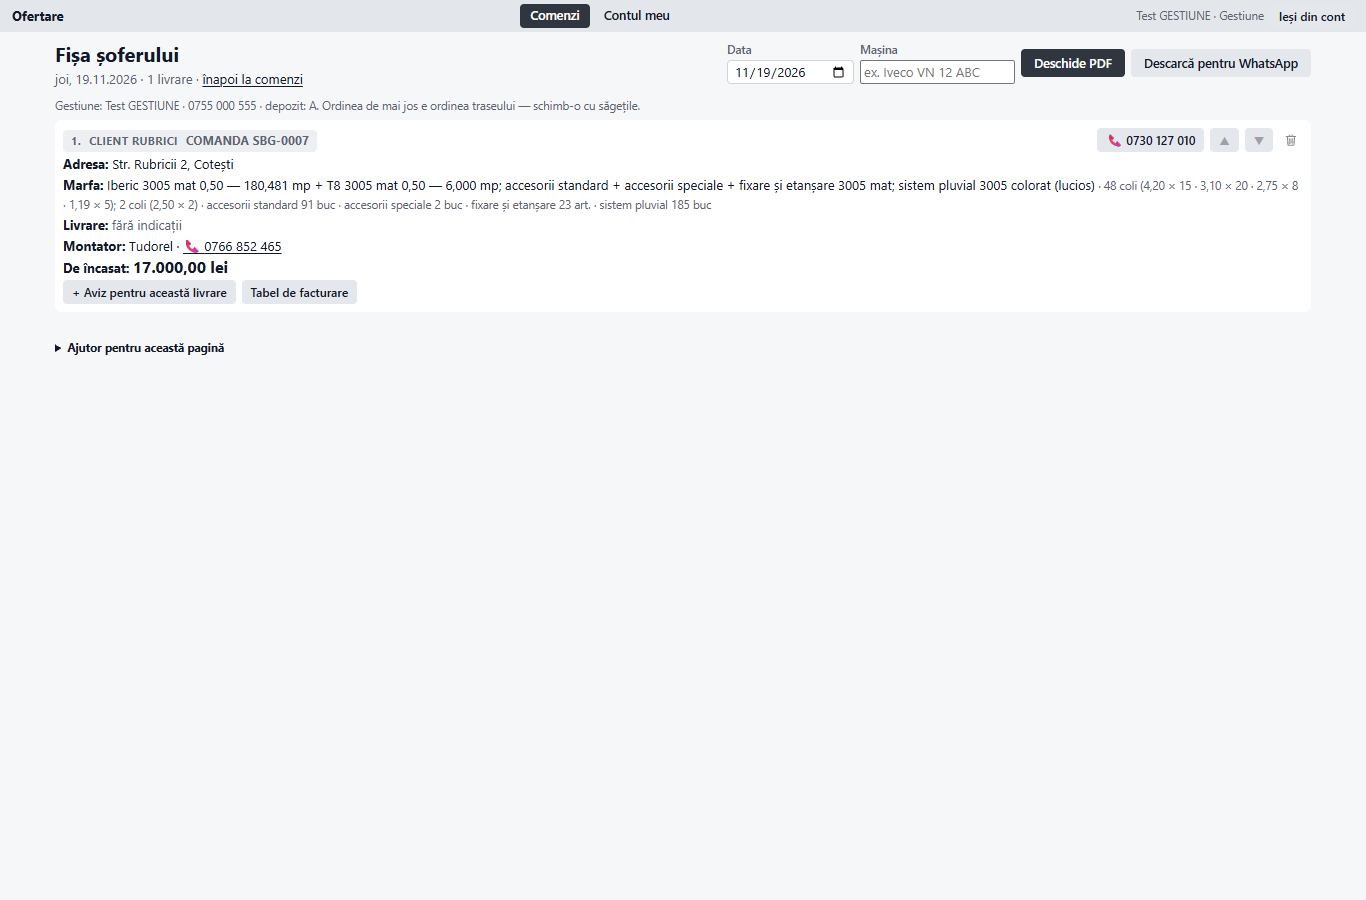 Ofertare
Comenzi
Contul meu
Test GESTIUNE · Gestiune
Ieși din cont
Fișa șoferului
joi, 19.11.2026 · 1 livrare · înapoi la comenzi
Data
11/19/2026
Mașina
ex. Iveco VN 12 ABC
Deschide PDF
Descarcă pentru WhatsApp
Gestiune: Test GESTIUNE · 0755 000 555 · depozit: A. Ordinea de mai jos e ordinea traseului — schimb-o cu săgețile.
1. CLIENT RUBRICI COMANDA SBG-0007
0730 127 010
Adresa: Str. Rubricii 2, Cotești
Marfa: Iberic 3005 mat 0,50 — 180,481 mp + T8 3005 mat 0,50 — 6,000 mp; accesorii standard + accesorii speciale + fixare și etanșare 3005 mat; sistem pluvial 3005 colorat (lucios) · 48 coli (4,20 × 15 · 3,10 × 20 · 2,75 × 8
· 1,19 × 5); 2 coli (2,50 × 2) · accesorii standard 91 buc · accesorii speciale 2 buc · fixare și etanșare 23 art. · sistem pluvial 185 buc
Livrare: fără indicații
Montator: Tudorel · 0766 852 465
De încasat: 17.000,00 lei
+ Aviz pentru această livrare
Tabel de facturare
Ajutor pentru această pagină